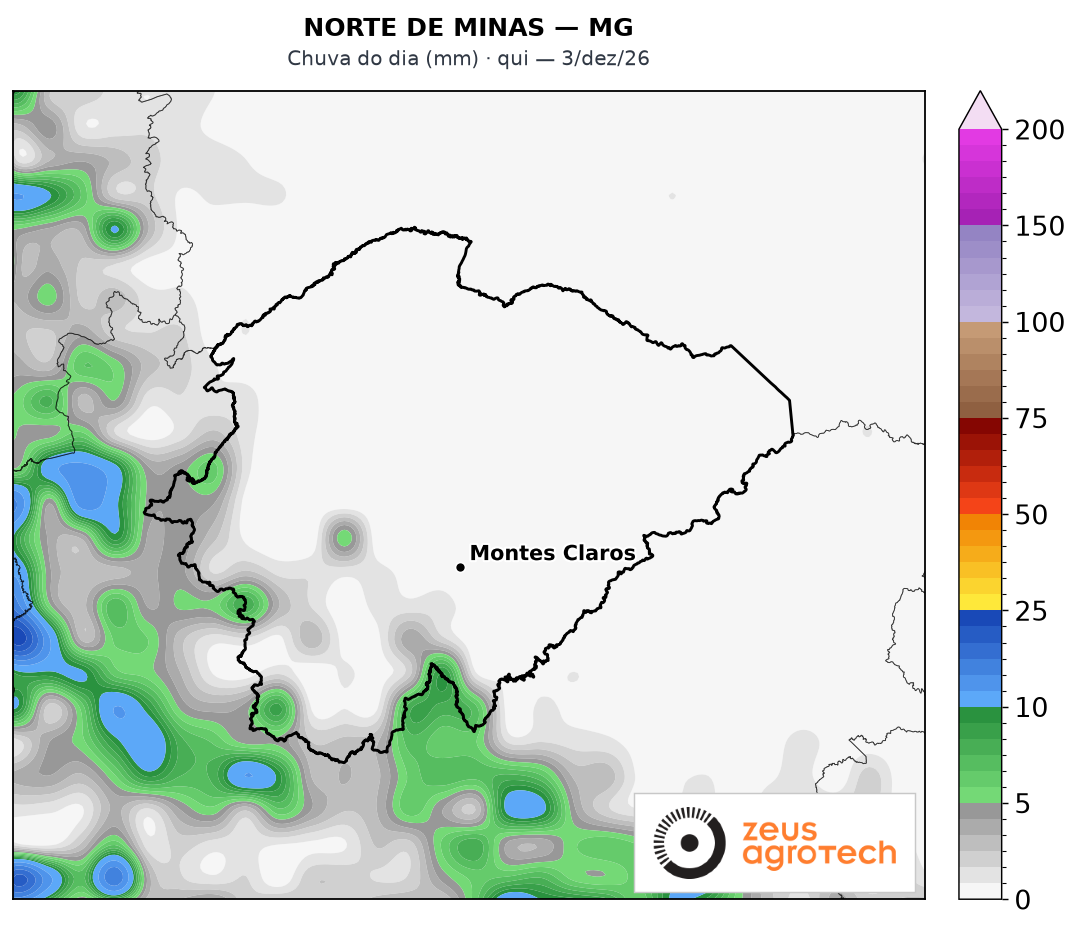 NORTE DE MINAS — MG
Chuva do dia (mm) · qui — 3/dez/26
200
150
100
75
50
25
10
5
0
Montes Claros
zeus
agrotech